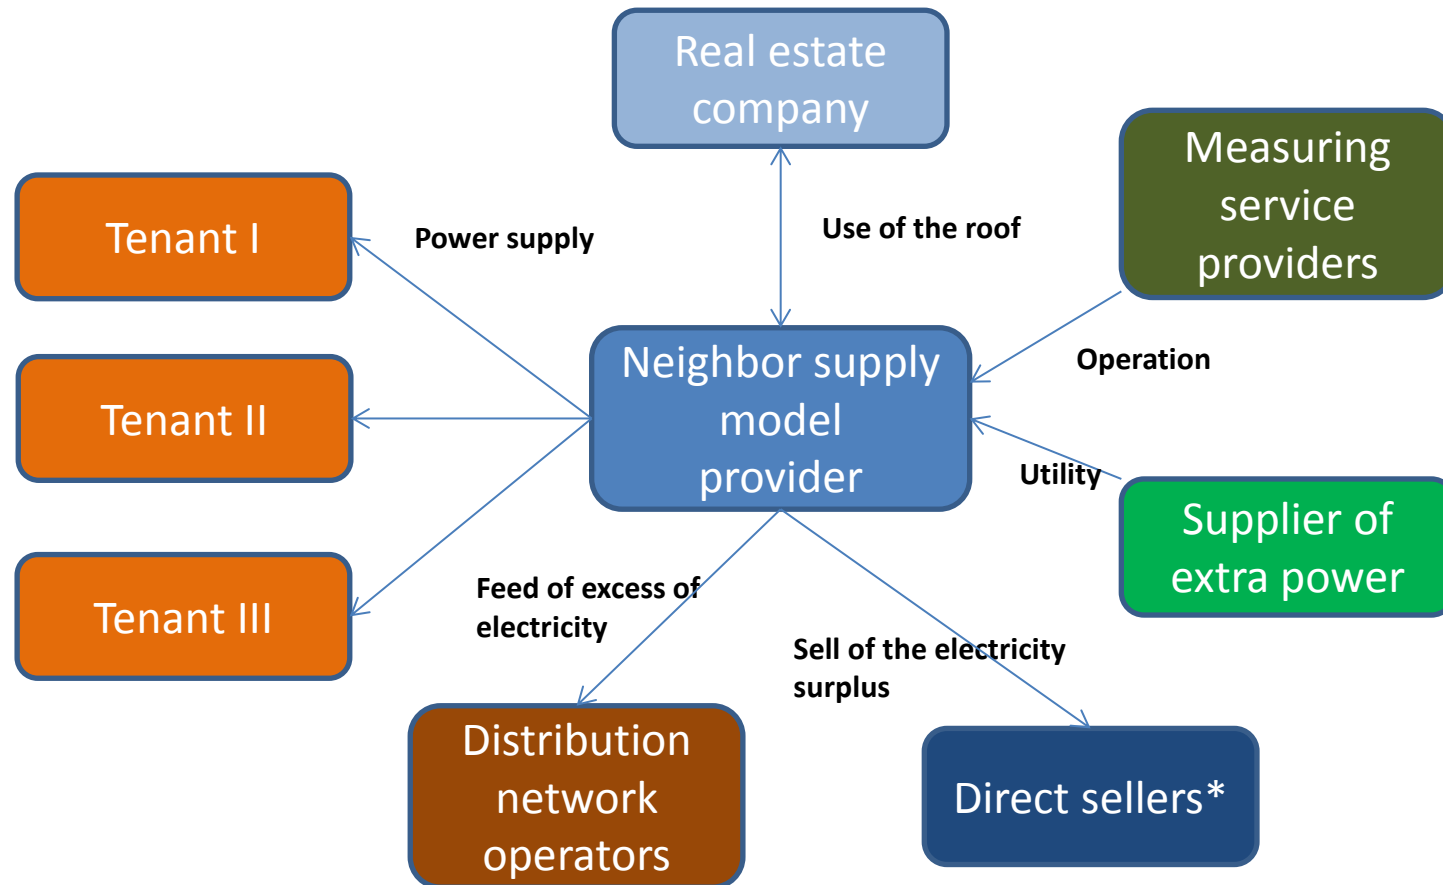 Real estate
company
Measuring
service
providers
Tenant I
Power supply
Use of the roof
Neighbor supply
model
provider
Operation
Tenant II
Utility
Supplier of
extra power
Tenant III
Feed of excess of
electricity
Sell of the electricity
surplus
Distribution
network
operators
Direct sellers*